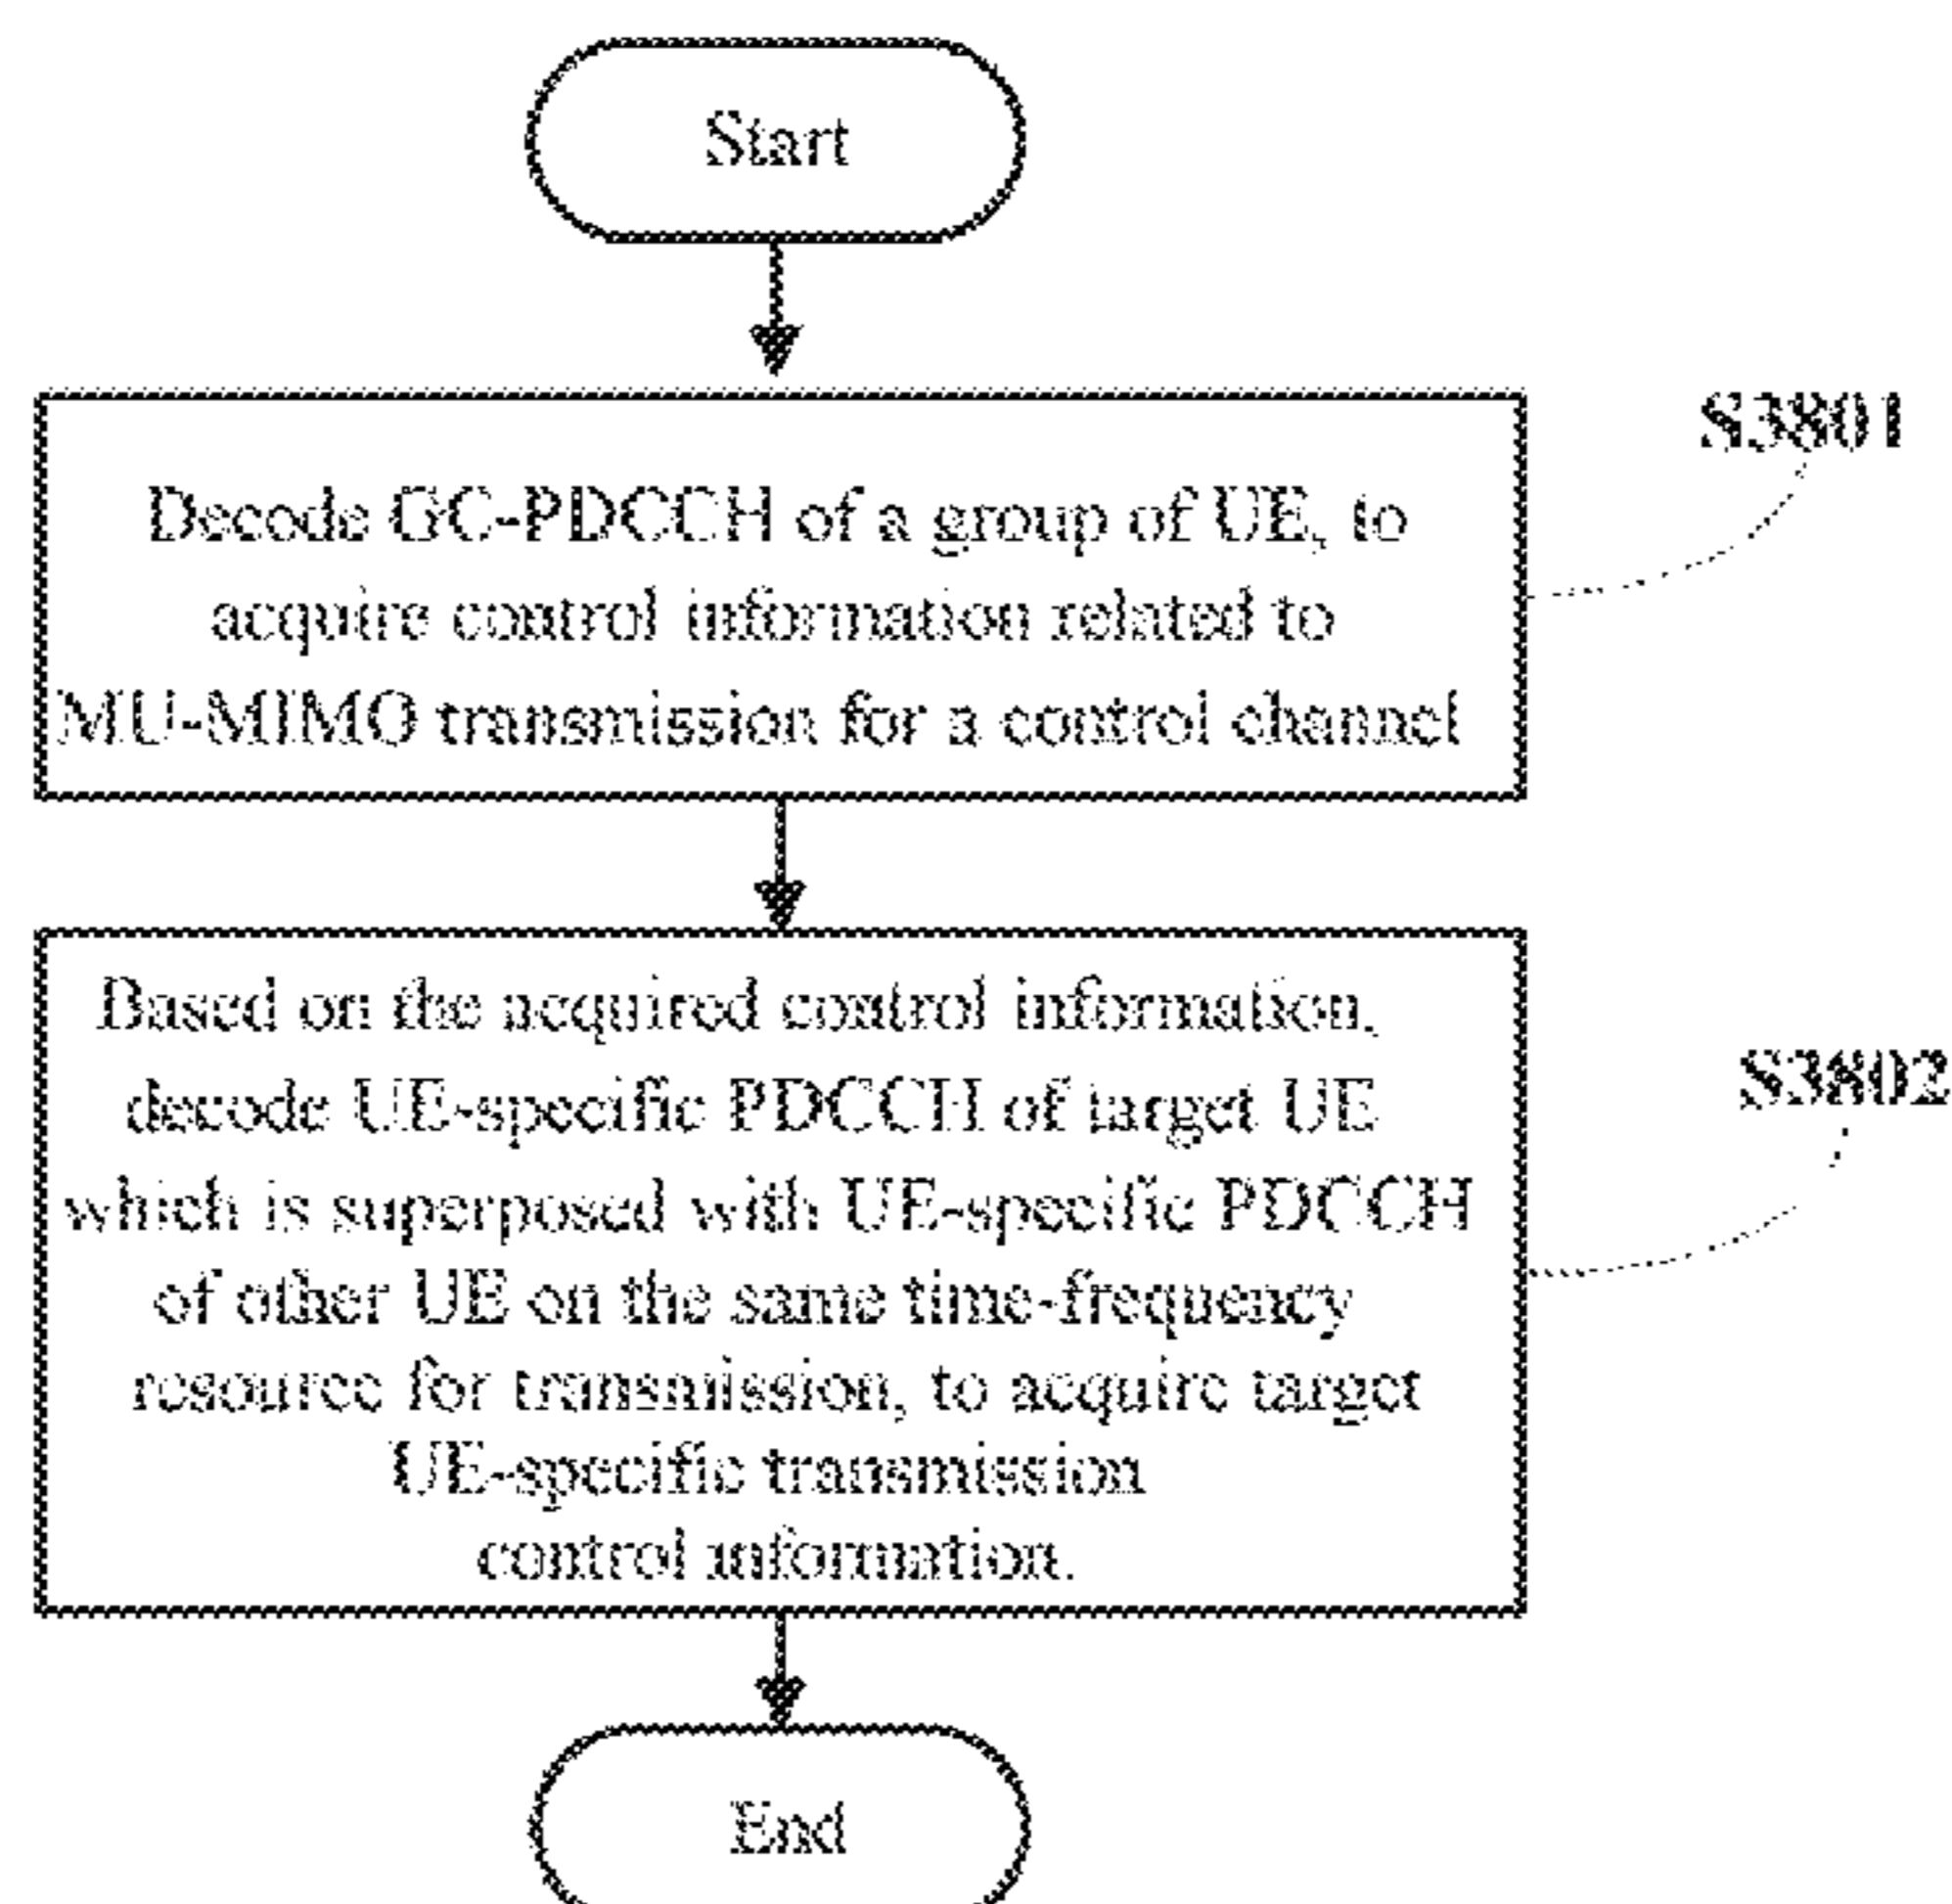 Start
S3801
Decode GC-PDCCH of a group of UE, to
acquire control information related to
MU-MIMO transmission for a control channel
Based on the acquired control information,
decode UE-specific PDCCH of target UE
S3802
which is superposed with UE-specific PDCCH
of other UE on the same time-frequency
resource for transmission, to acquire target
UE-specific transmission
control information.
End